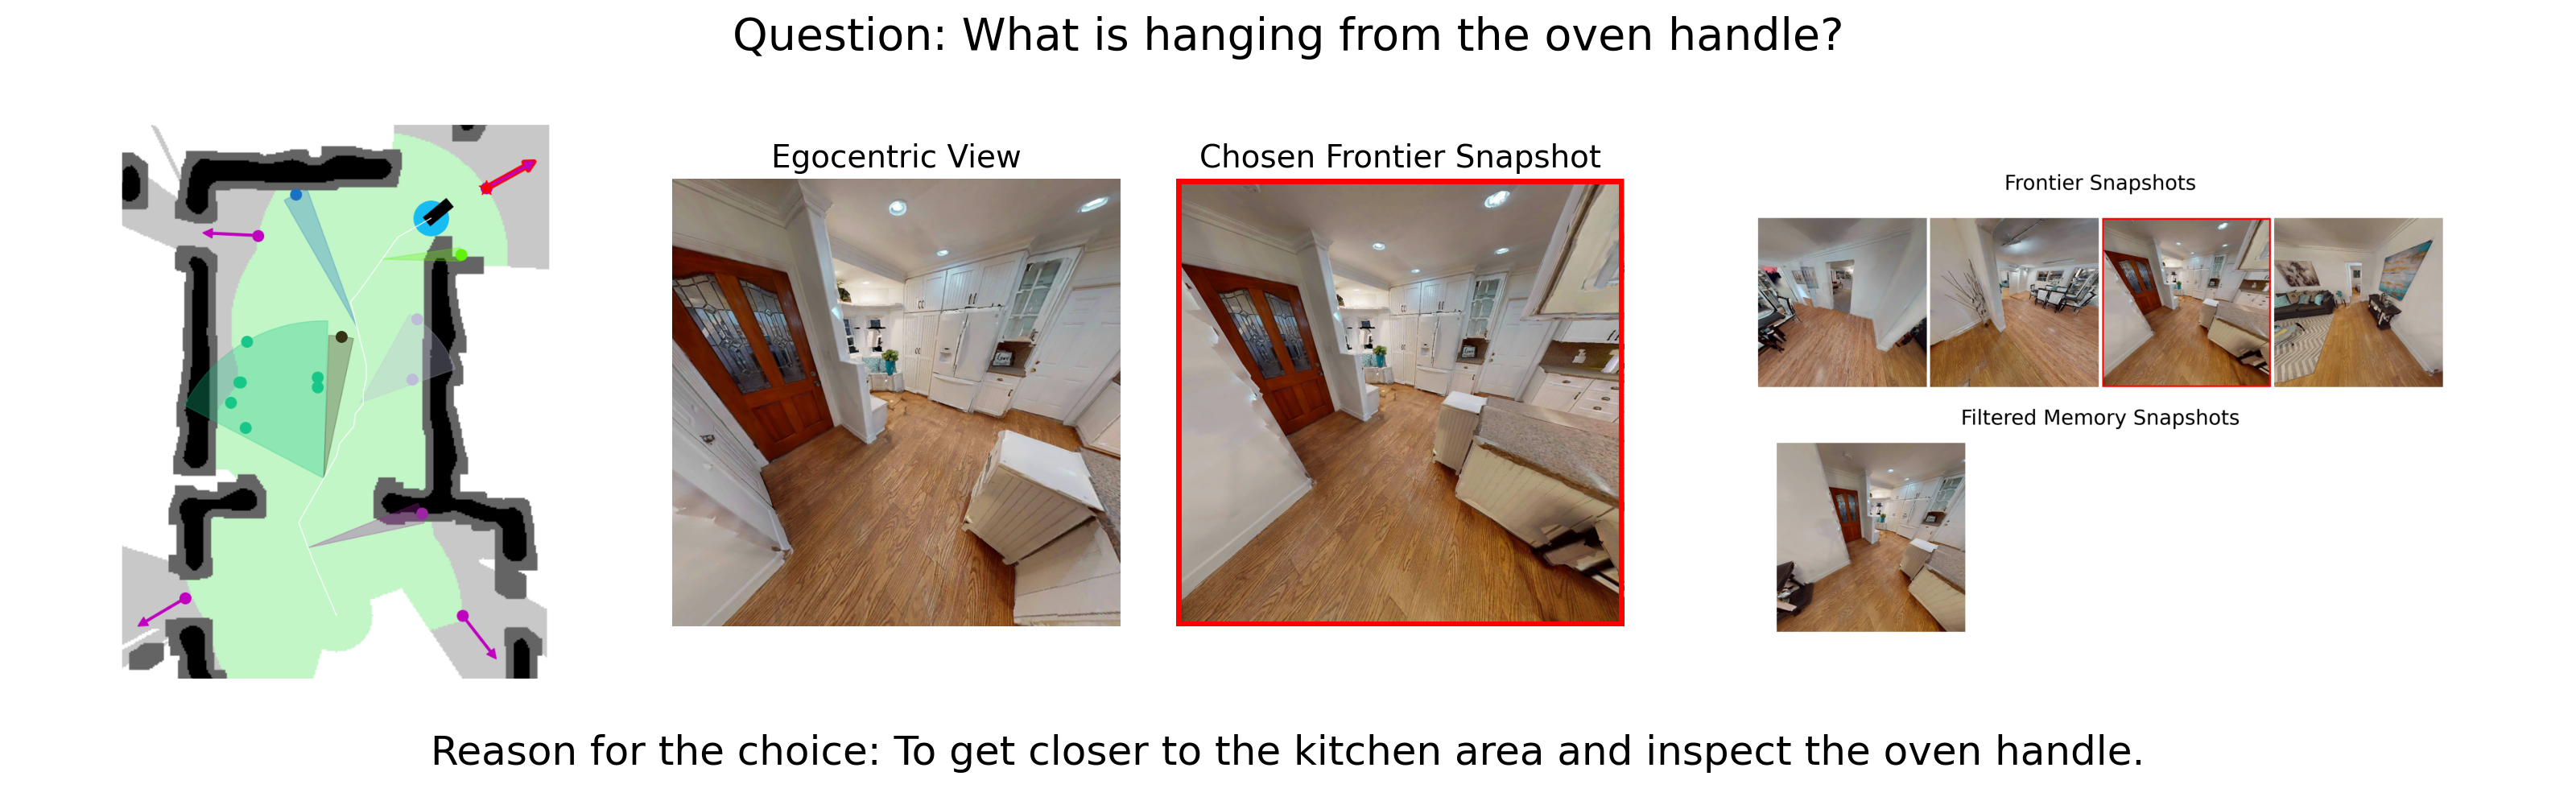 Question: What is hanging from the oven handle?
Egocentric View
Chosen Frontier Snapshot
Frontier Snapshots
Filtered Memory Snapshots
Reason for the choice: To get closer to the kitchen area and inspect the oven handle.